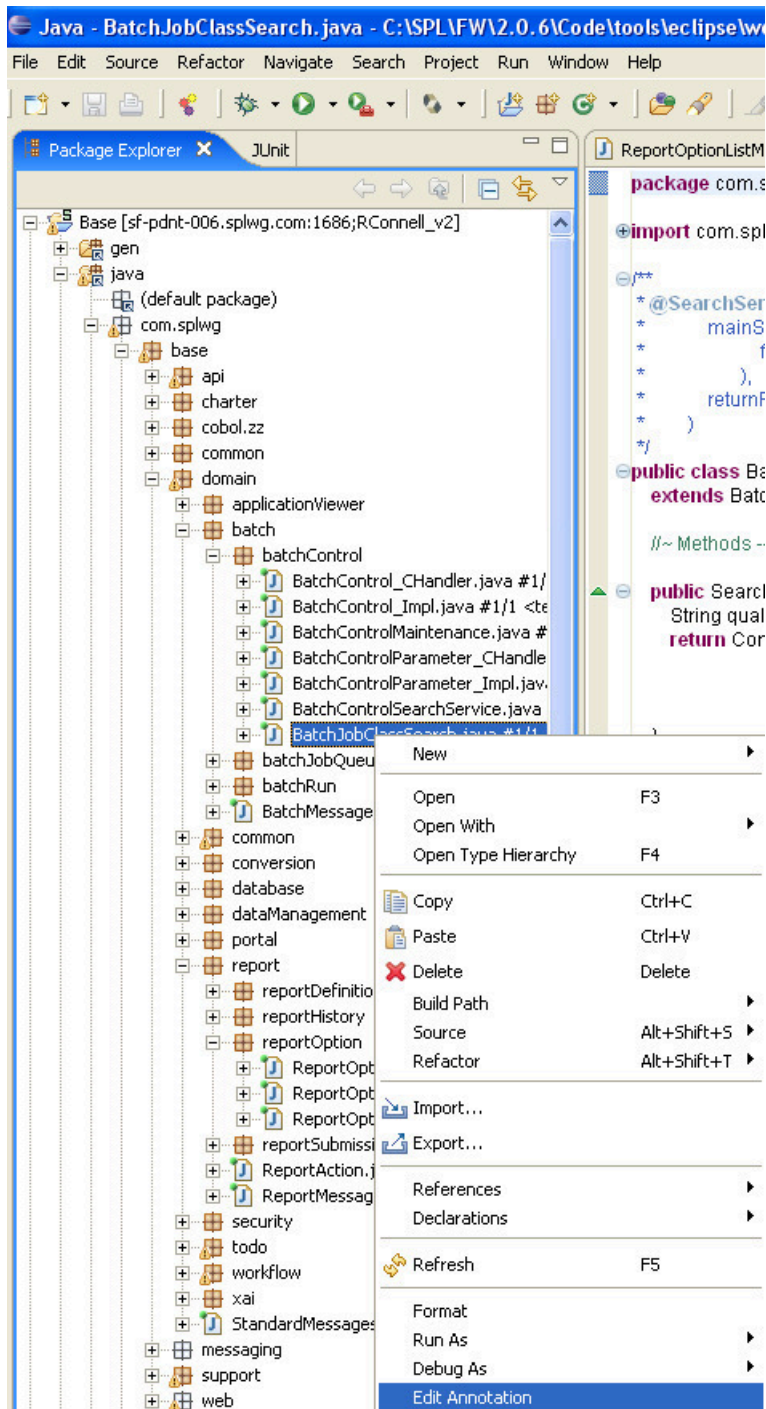 Java - BatchJobClassSearch.java - C:\SPL\FW\2.0.6\Code\tools\eclipse\w
File Edit Source Refactor Navigate Search Project Run Window Help
Package Explorer JUnit
Base [sf-pdnt-006.splwg.com:1686;RConnell_v2]
gen
java
(default package)
com.splwg
base
api
charter
cobol.zz
common
domain
applicationViewer
batch
batchControl
BatchControl_CHandler.java #1/
BatchControl_Impl.java #1/1 <te
BatchControlMaintenance.java #
BatchControlParameter_CHandle
BatchControlParameter_Impl.jav
BatchControlSearchService.java
BatchJobClassSearch.java #1/1
batchJobQueu
batchRun
BatchMessage
common
conversion
database
dataManagement
portal
report
reportDefinitio
reportHistory
reportOption
ReportOpt
ReportOpt
ReportOpt
reportSubmissi
ReportAction.j
ReportMessag
security
todo
workflow
xai
StandardMessages
messaging
support
web
ReportOptionListM
package com.s
import com.spl
/**
* @SearchSer
* mainS
* f
* ),
* returnF
* )
*/
public class Ba
extends Batc
//~ Methods --
public Searcl
String qual
return Con
)
New
Open F3
Open With
Open Type Hierarchy F4
Copy Ctrl+C
Paste Ctrl+V
Delete Delete
Build Path
Source Alt+Shift+S
Refactor Alt+Shift+T
Import...
Export...
References
Declarations
Refresh F5
Format
Run As
Debug As
Edit Annotation